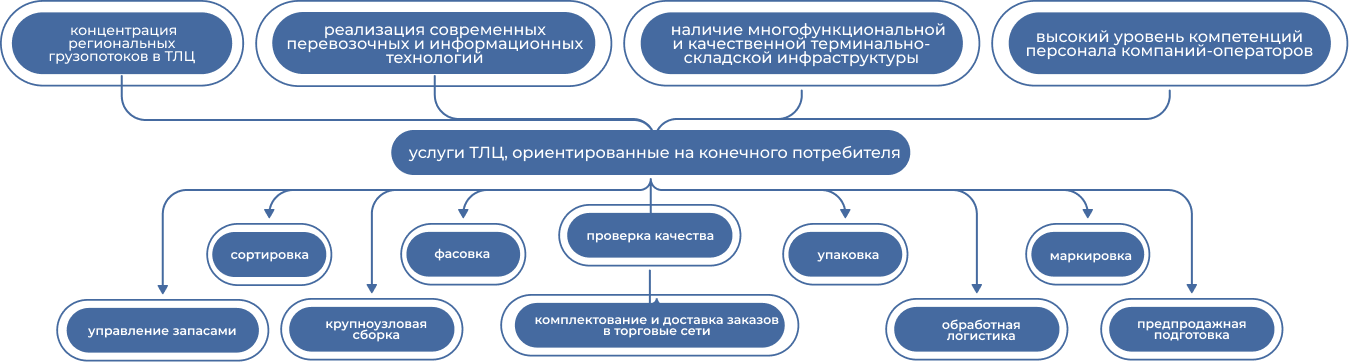 концентрация
региональных
грузопотоков в ТЛЦ
реализация современных
перевозочных и информационных
технологий
наличие многофункциональной
и качественной терминально-
складской инфраструктуры
высокий уровень компетенций
персонала компаний-операторов
услуги ТЛЦ, ориентированные на конечного потребителя
сортировка
фасовка
проверка качества
упаковка
маркировка
управление запасами
крупноузловая
сборка
комплектование и доставка заказов
в торговые сети
обработная
логистика
предпродажная
подготовка